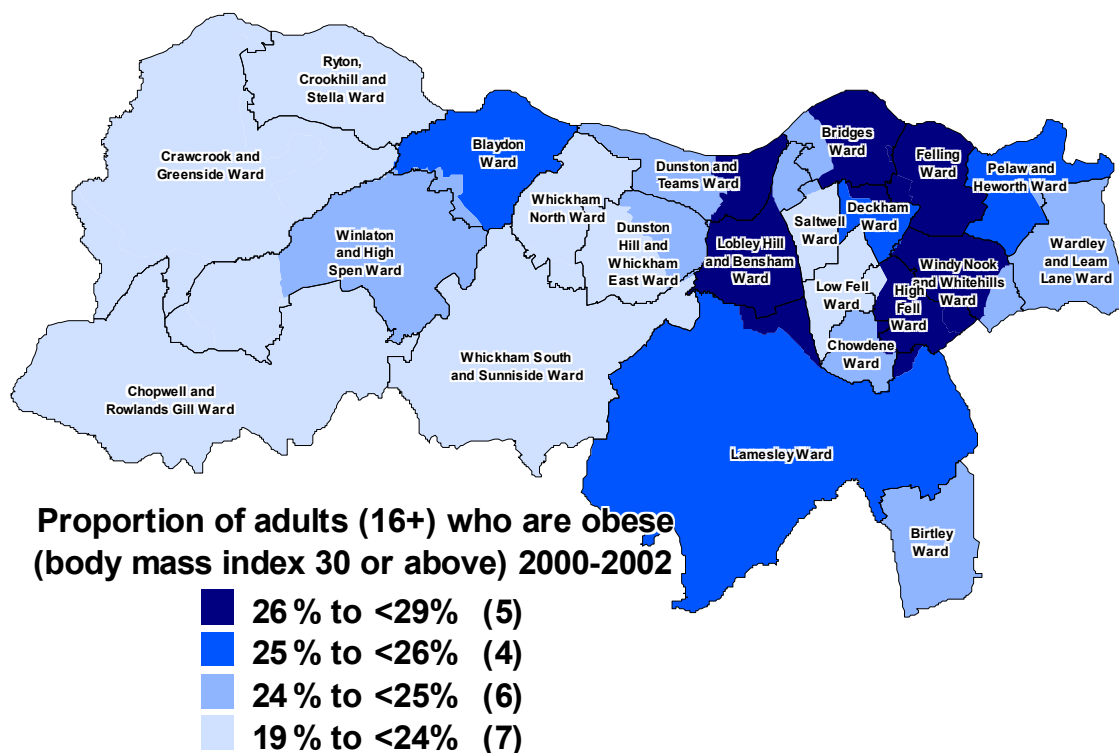 Ryton,
Crookhill and
Stella Ward
Crawcrook and
Greenside Ward
Blaydon
Ward
Bridges
Ward
Felling
Ward
Dunston and
Teams Ward
Pelaw and
Heworth Ward
Whickham
North Ward
Saltwell
Ward
Deckham
Ward
Winlaton
and High
Spen Ward
Dunston
Hill and
Whickham
East Ward
Lobley Hill
and Bensham
Ward
Wardley
and Leam
Lane Ward
Windy Nook
and Whitehills
Ward
Low Fell
Ward
High
Fell
Ward
Chowdene
Ward
Whickham South
and Sunniside Ward
Chopwell and
Rowlands Gill Ward
Lamesley Ward
Birtley
Ward
Proportion of adults (16+) who are obese
(body mass index 30 or above) 2000-2002
26 % to <29% (5)
25 % to <26% (4)
24 % to <25% (6)
19 % to <24% (7)